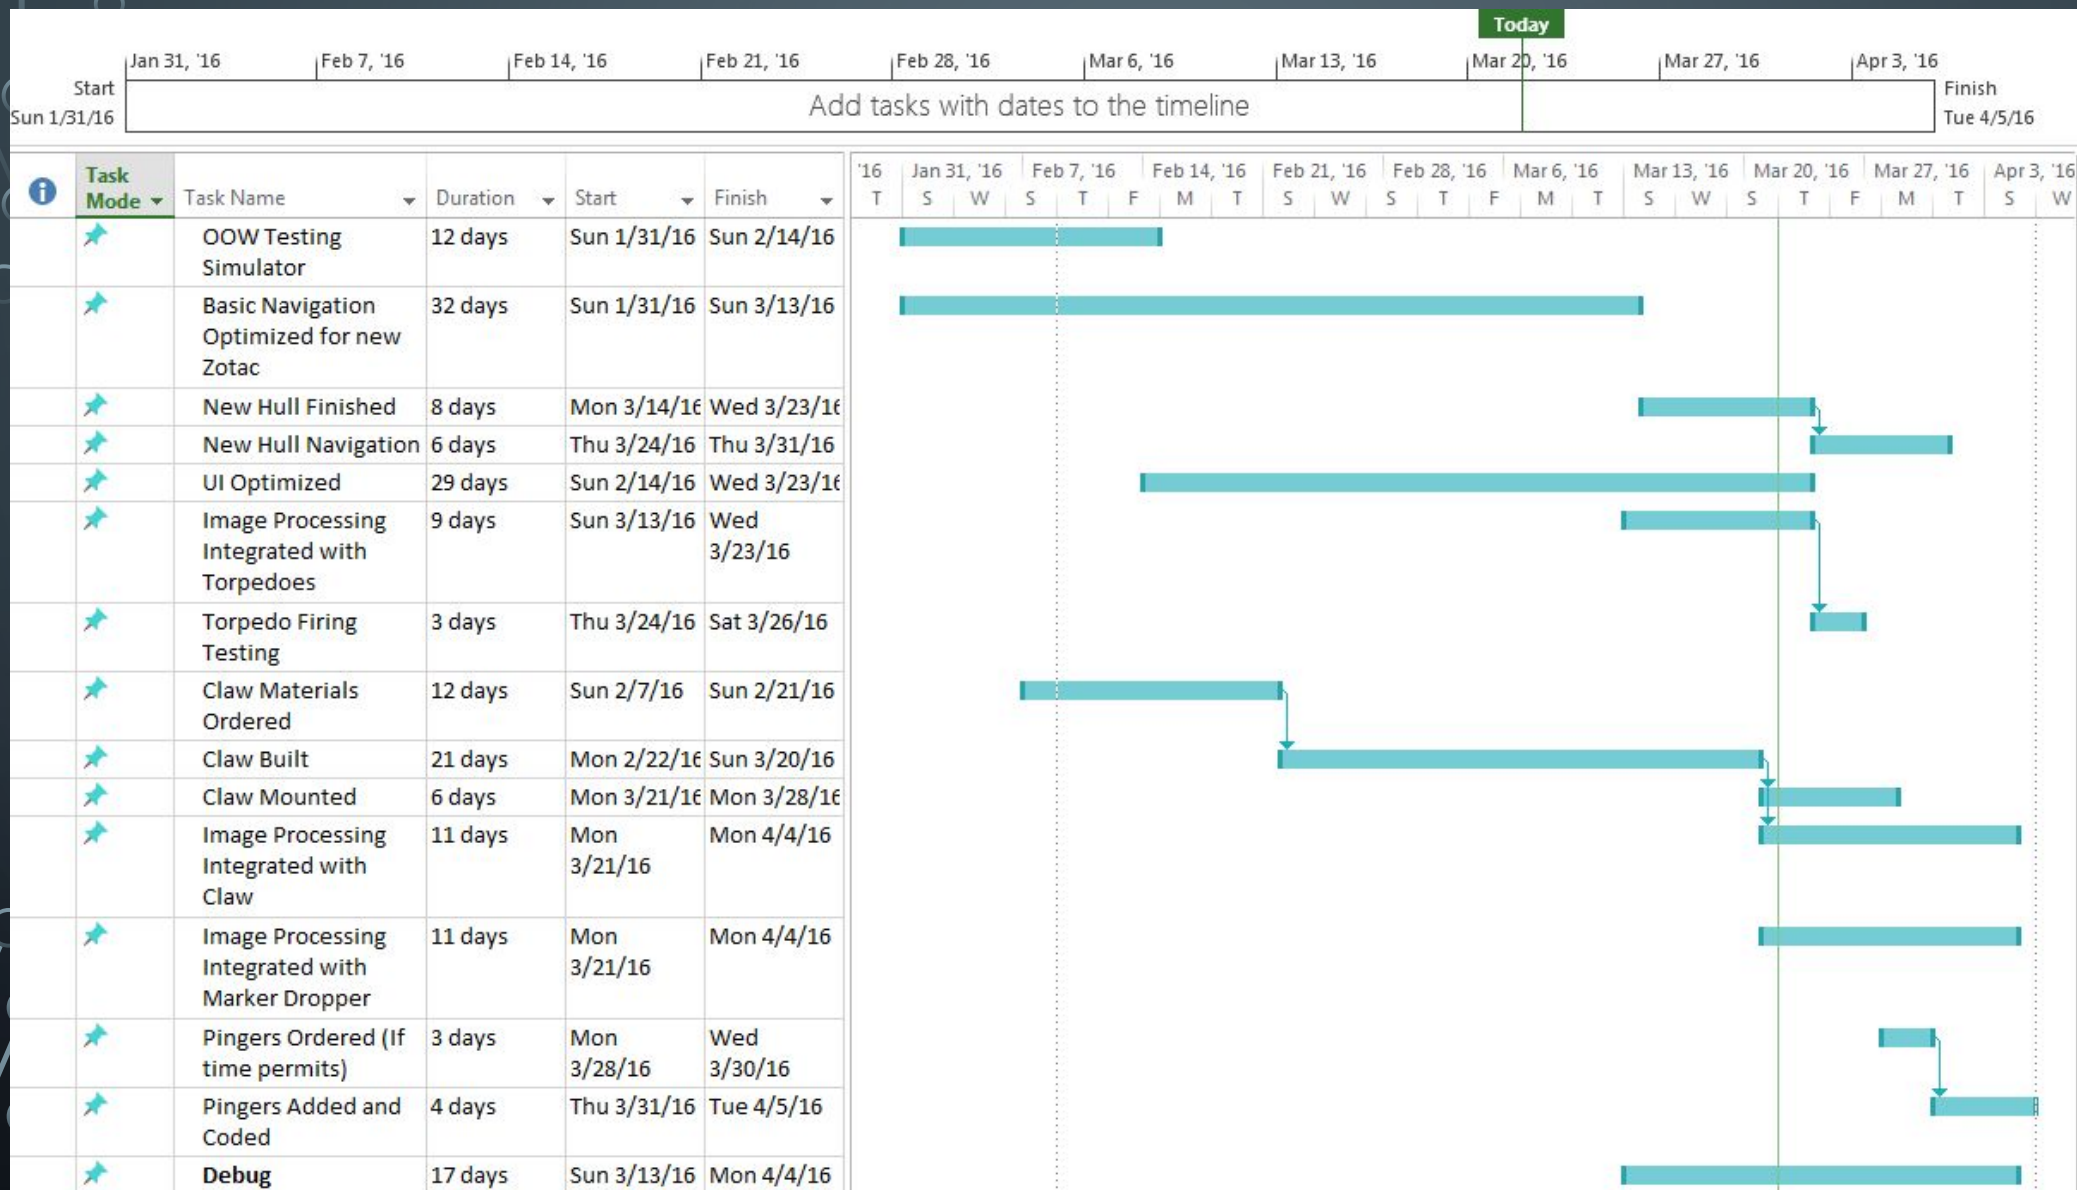 Today
Jan 31, '16 Feb 7, '16 Feb 14, '16 Feb 21, '16 Feb 28, '16 Mar 6, '16 Mar 13, '16 Mar 20, '16 Mar 27, '16 Apr 3, '16
Start
Sun 1/31/16
Add tasks with dates to the timeline
Finish
Tue 4/5/16
Task
Mode Task Name Duration Start Finish
'16 Jan 31, '16 Feb 7, '16 Feb 14, '16 Feb 21, '16 Feb 28, '16 Mar 6, '16 Mar 13, '16 Mar 20, '16 Mar 27, '16 Apr 3, '16
T S W S T F M T S W S T F M T S W S T F M T S W
OOW Testing 12 days Sun 1/31/16 Sun 2/14/16
Simulator
Basic Navigation 32 days Sun 1/31/16 Sun 3/13/16
Optimized for new
Zotac
New Hull Finished 8 days Mon 3/14/16 Wed 3/23/16
New Hull Navigation 6 days Thu 3/24/16 Thu 3/31/16
UI Optimized 29 days Sun 2/14/16 Wed 3/23/16
Image Processing 9 days Sun 3/13/16 Wed
Integrated with 3/23/16
Torpedoes
Torpedo Firing 3 days Thu 3/24/16 Sat 3/26/16
Testing
Claw Materials 12 days Sun 2/7/16 Sun 2/21/16
Ordered
Claw Built 21 days Mon 2/22/16 Sun 3/20/16
Claw Mounted 6 days Mon 3/21/16 Mon 3/28/16
Image Processing 11 days Mon Mon 4/4/16
Integrated with 3/21/16
Claw
Image Processing 11 days Mon Mon 4/4/16
Integrated with 3/21/16
Marker Dropper
Pingers Ordered (If 3 days Mon Wed
time permits) 3/28/16 3/30/16
Pingers Added and 4 days Thu 3/31/16 Tue 4/5/16
Coded
Debug 17 days Sun 3/13/16 Mon 4/4/16